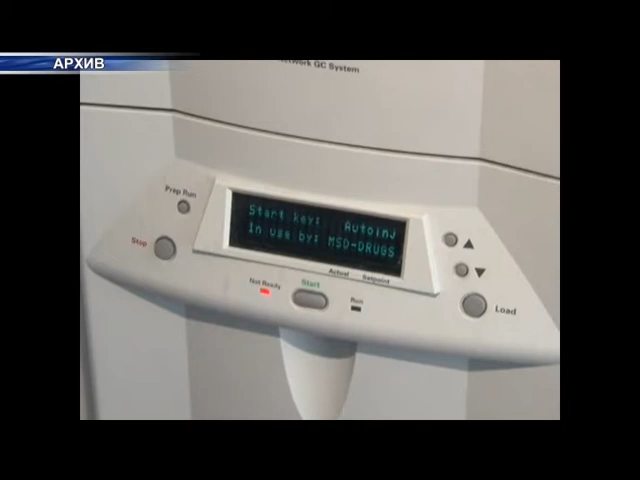 АРХИВ
Network GC System
Prep Run
Start key: Autoinj
In use by: MSD-DRUGS
Stop
Actual Setpoint
Not Ready
Start
Run
Load